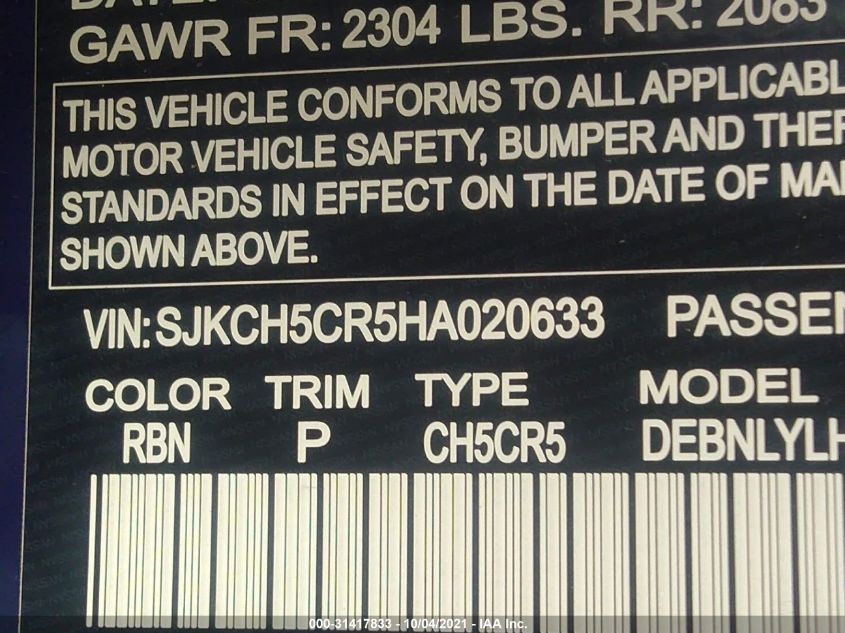 GAWR FR: 2304 LBS. RR: 2083
THIS VEHICLE CONFORMS TO ALL APPLICABL
MOTOR VEHICLE SAFETY, BUMPER AND THEF
STANDARDS IN EFFECT ON THE DATE OF MA
SHOWN ABOVE.
VIN: SJKCH5CR5HA020633 PASSEN
COLOR TRIM TYPE MODEL
RBN P CH5CR5 DEBNLYLH
000-31417833 - 10/04/2021 - IAA Inc.